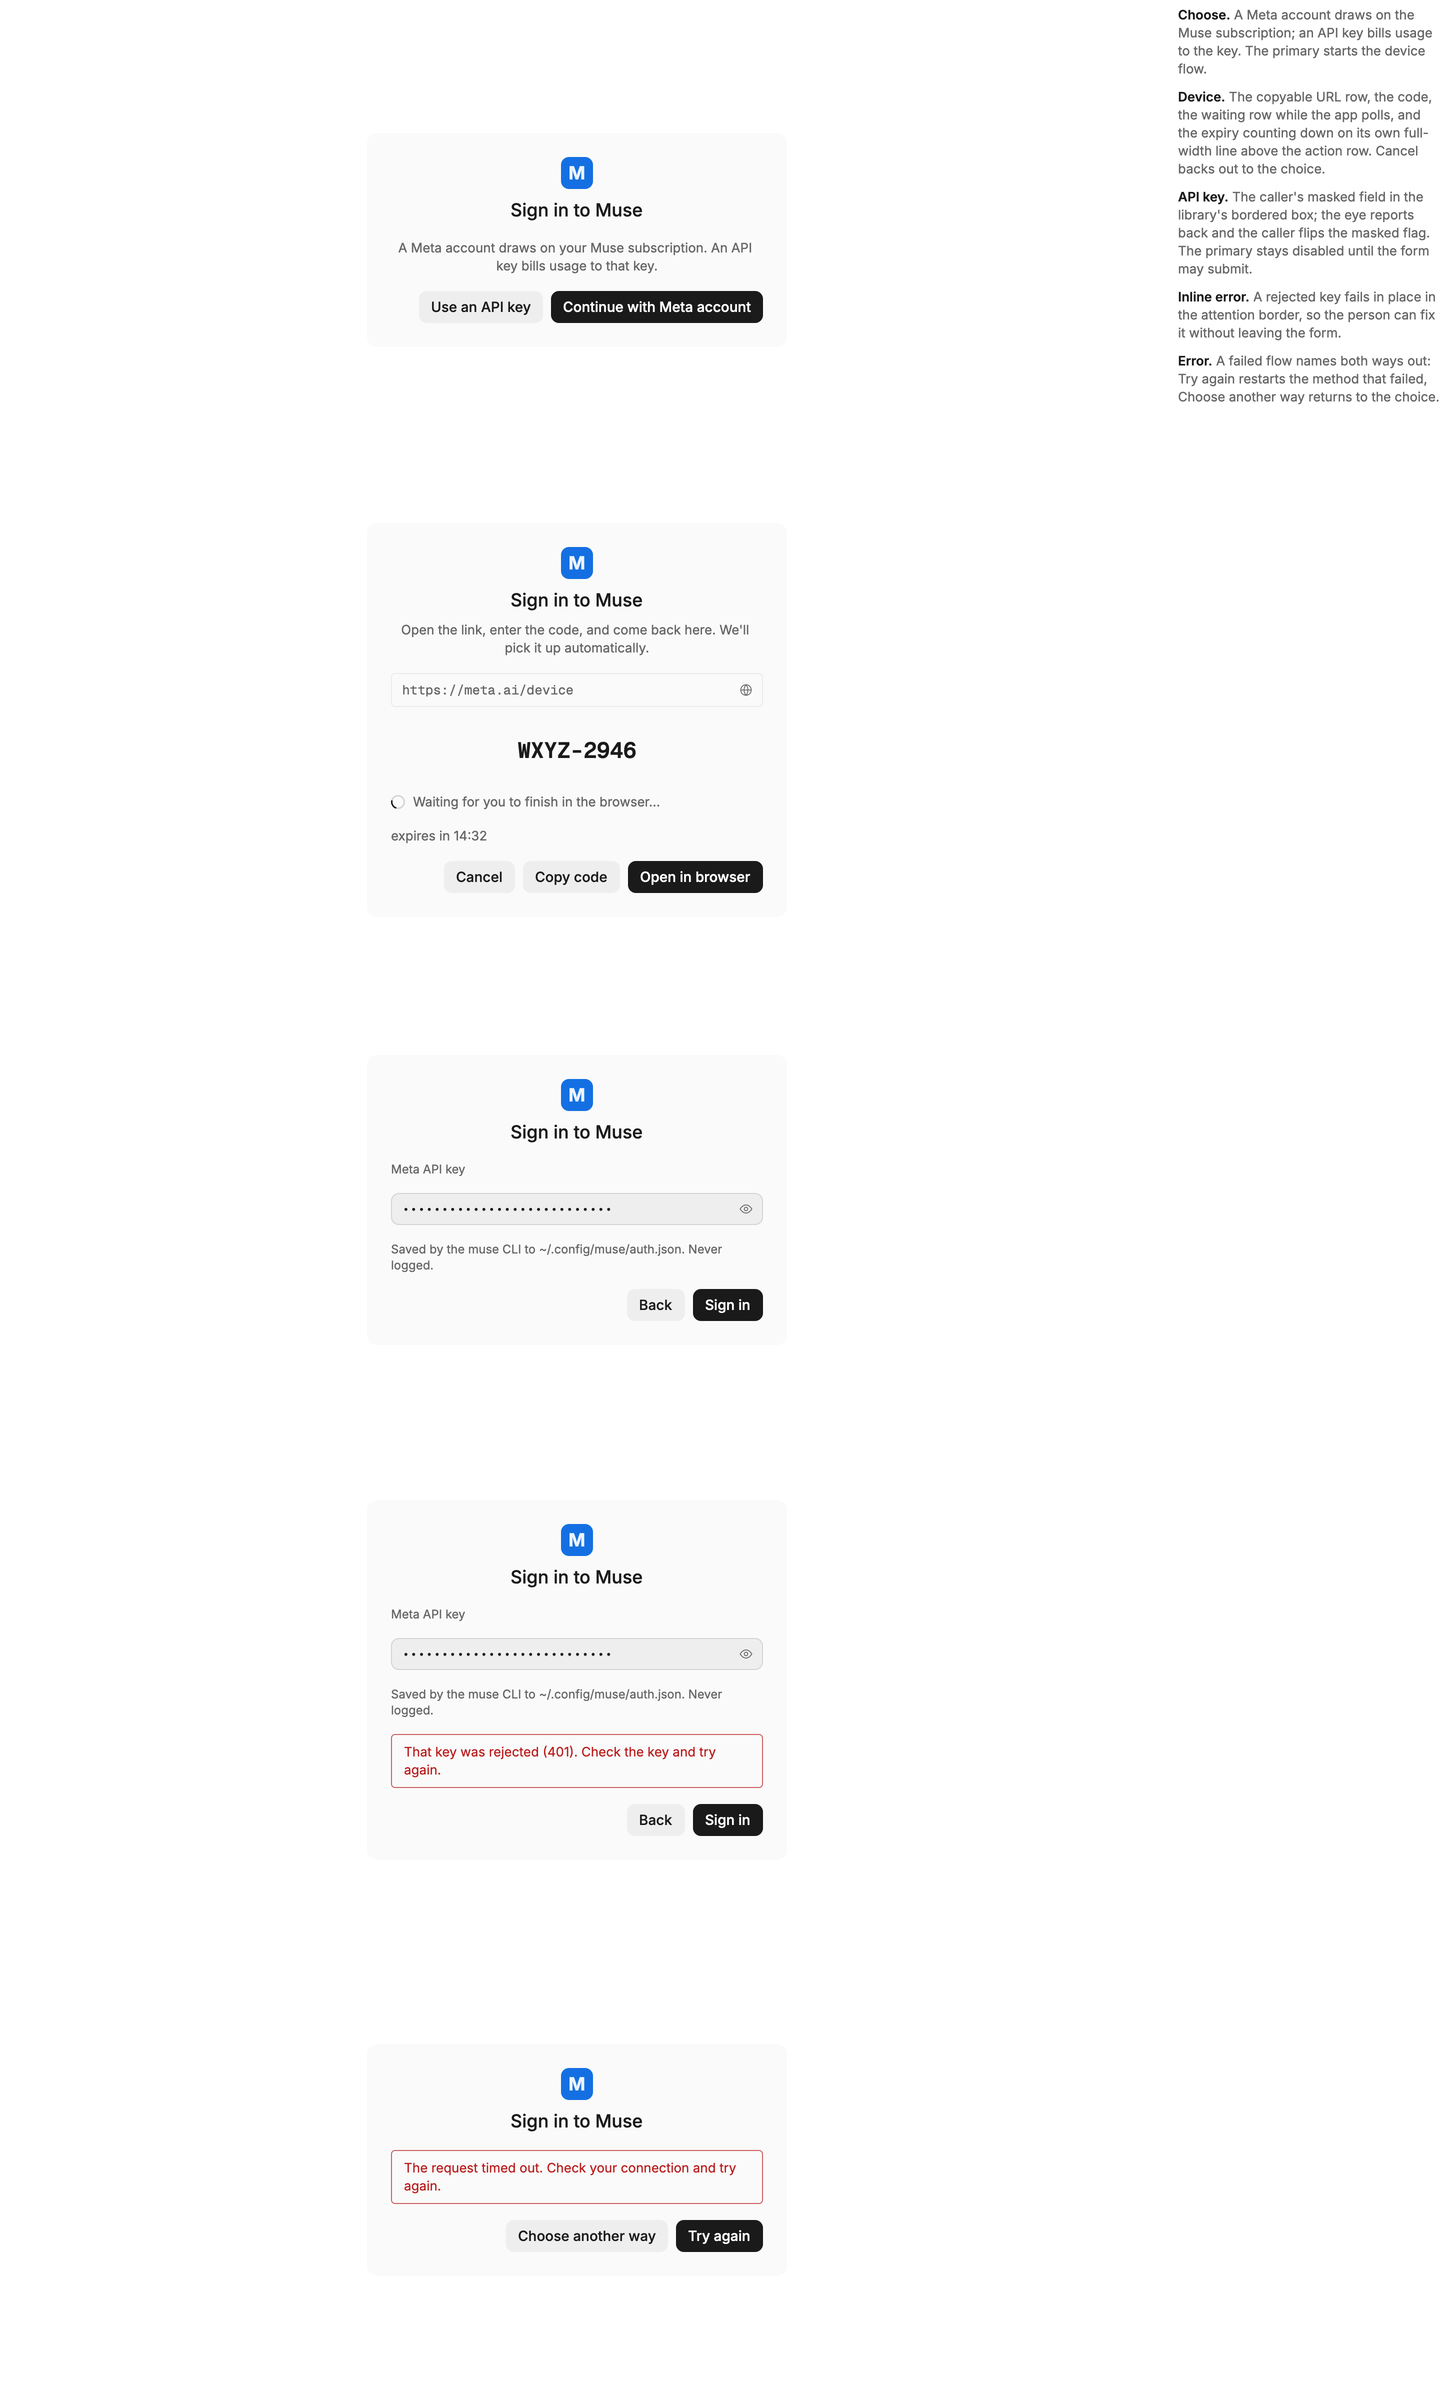 Choose. A Meta account draws on the
Muse subscription; an API key bills usage
to the key. The primary starts the device
flow.
Device. The copyable URL row, the code,
the waiting row while the app polls, and
the expiry counting down on its own full-
width line above the action row. Cancel
backs out to the choice.
API key. The caller's masked field in the
library's bordered box; the eye reports
back and the caller flips the masked flag.
The primary stays disabled until the form
may submit.
Inline error. A rejected key fails in place in
the attention border, so the person can fix
it without leaving the form.
Error. A failed flow names both ways out:
Try again restarts the method that failed,
Choose another way returns to the choice.
M
Sign in to Muse
A Meta account draws on your Muse subscription. An API
key bills usage to that key.
Use an API key
Continue with Meta account
M
Sign in to Muse
Open the link, enter the code, and come back here. We'll
pick it up automatically.
https://meta.ai/device
WXYZ-2946
Waiting for you to finish in the browser...
expires in 14:32
Cancel
Copy code
Open in browser
M
Sign in to Muse
Meta API key
Saved by the muse CLI to ~/.config/muse/auth.json. Never
logged.
Back
Sign in
M
Sign in to Muse
Meta API key
Saved by the muse CLI to ~/.config/muse/auth.json. Never
logged.
That key was rejected (401). Check the key and try
again.
Back
Sign in
M
Sign in to Muse
The request timed out. Check your connection and try
again.
Choose another way
Try again